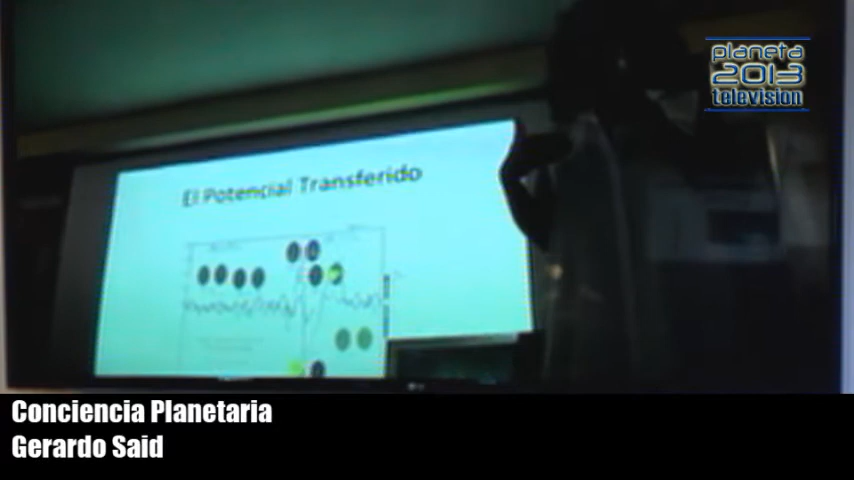 planeta
2013
television
El Potencial Transferido
Conciencia Planetaria
Gerardo Said